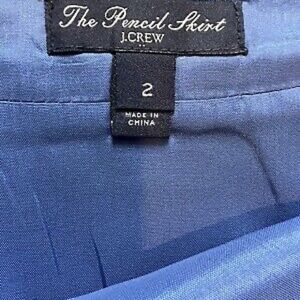 The Pencil Skirt
J.CREW
2
MADE IN
CHINA